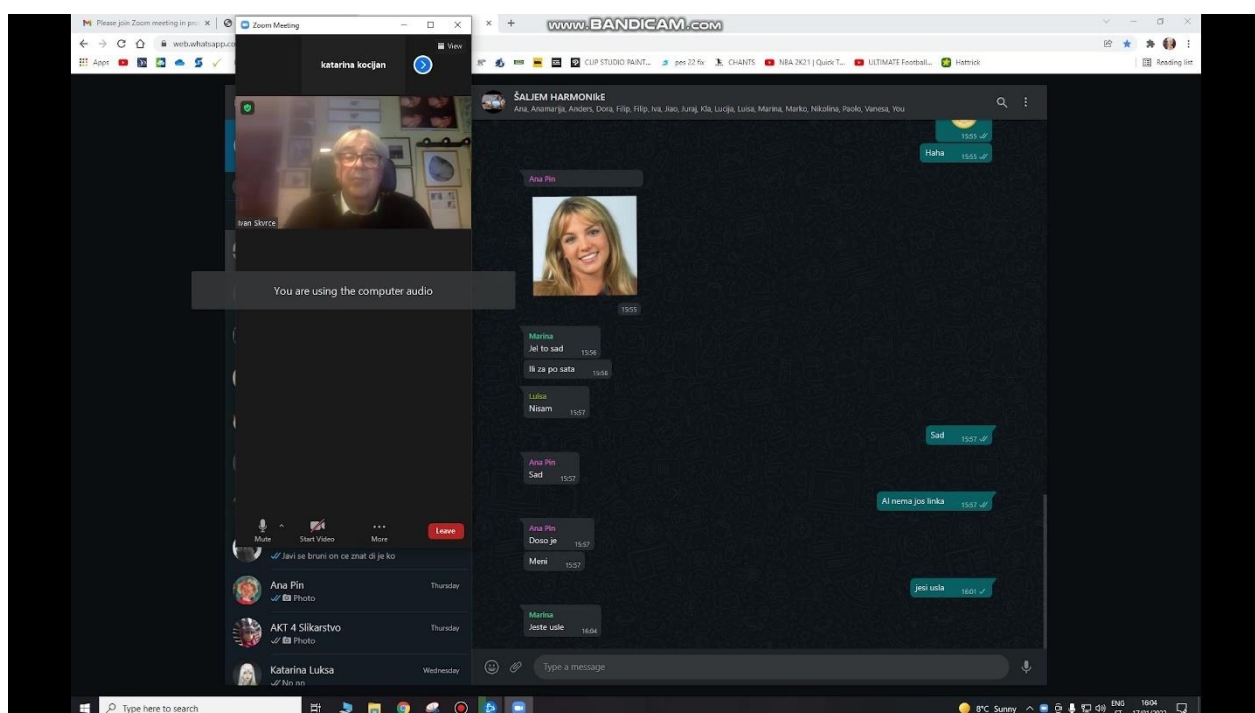 www.BANDICAM.com
Please join Zoom meeting in pro
Zoom Meeting
web.whatsapp.co
Apps
CLIP STUDIO PAINT...
pes 22 fix
CHANTS
NBA 2K21 | Quick T...
ULTIMATE Football...
Hattrick
Reading list
katarina kocijan
View
Ivan Skvrce
You are using the computer audio
Mute
Start Video
More
Leave
Javi se bruni on ce znat di je ko
Ana Pin
Thursday
Photo
AKT 4 Slikarstvo
Thursday
Photo
Katarina Luksa
Wednesday
No nn
ŠALJEM HARMONIkE
Ana, Anamarija, Anders, Dora, Filip, Filip, Iva, Jiao, Juraj, Kla, Lucija, Luisa, Marina, Marko, Nikolina, Paolo, Vanesa, You
15:55
Haha 15:55
Ana Pin
15:55
Marina
Jel to sad 15:56
Ili za po sata 15:56
Luisa
Nisam 15:57
Sad 15:57
Ana Pin
Sad 15:57
Al nema jos linka 15:57
Ana Pin
Doso je 15:57
Meni 15:57
jesi usla 16:01
Marina
Jeste usle 16:04
Type a message
Type here to search
8°C Sunny
ENG
16:04
17/01/2022